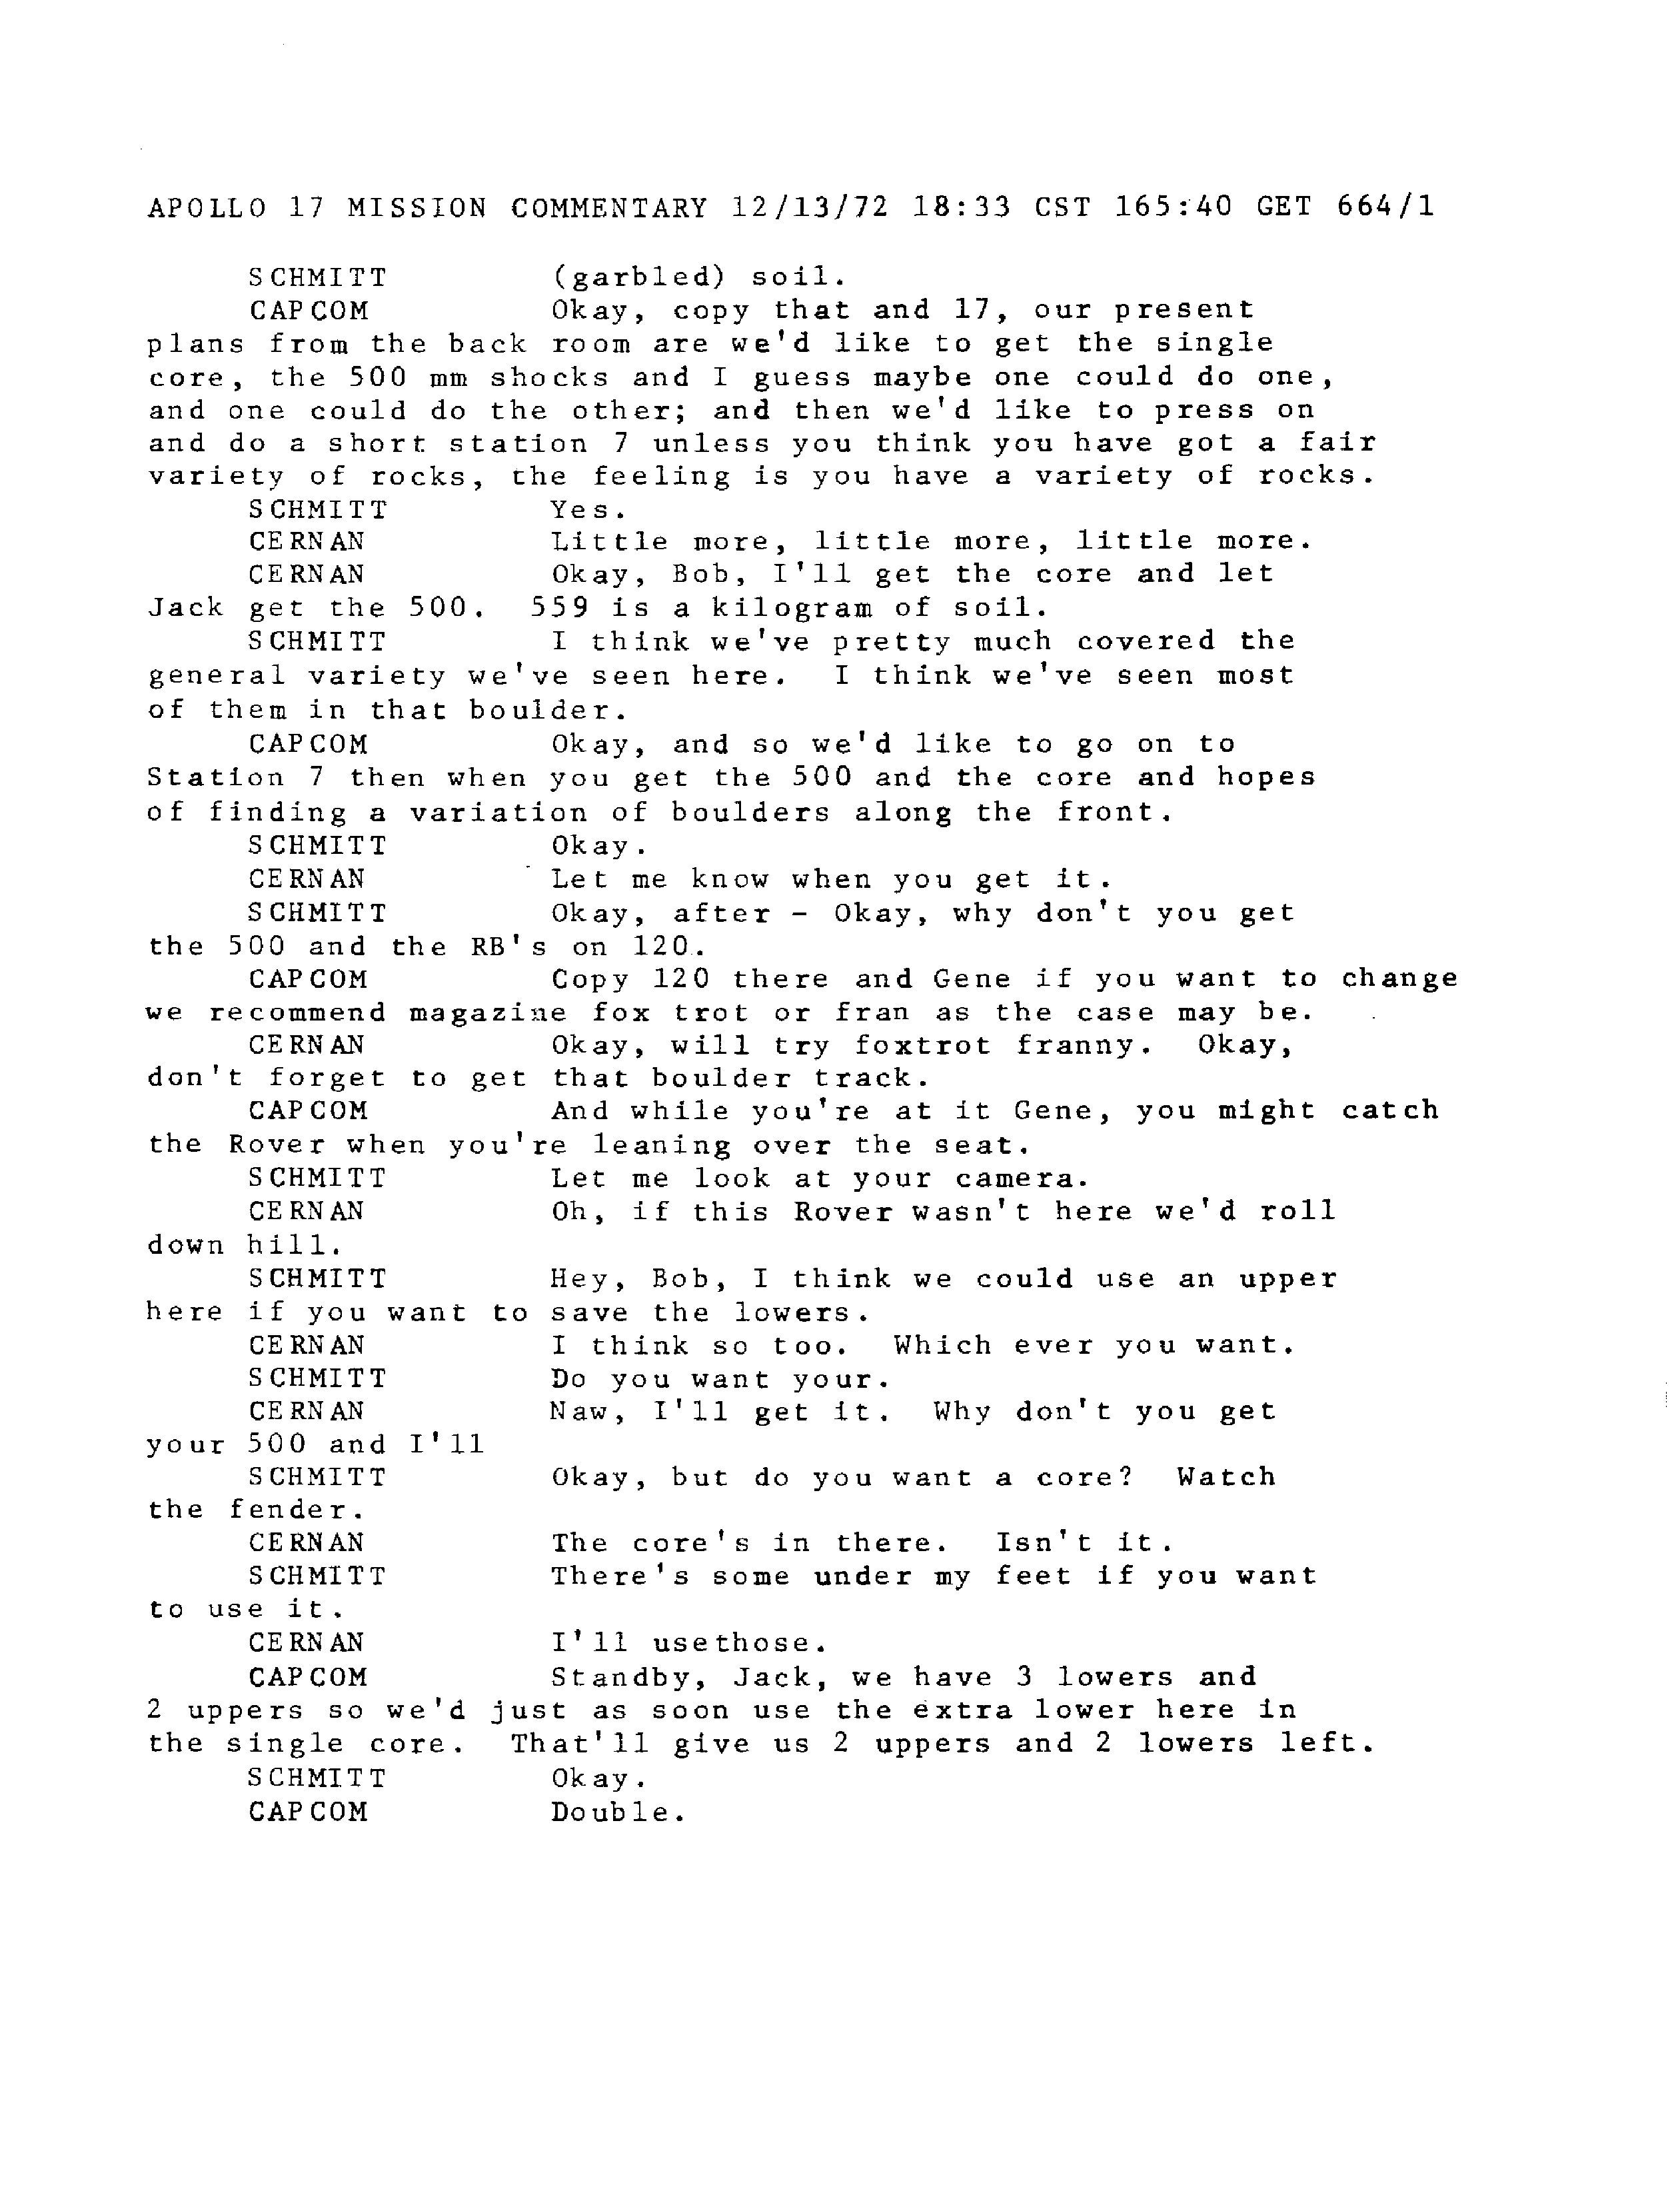 APOLLO 17 MISSION COMMENTARY 12/13/72 18:33 CST 165:40 GET 664/1
SCHMITT (garbled) soil.
CAPCOM Okay, copy that and 17, our present
plans from the back room are we'd like to get the single
core, the 500 mm shocks and I guess maybe one could do one,
and one could do the other; and then we'd like to press on
and do a short station 7 unless you think you have got a fair
variety of rocks, the feeling is you have a variety of rocks.
SCHMITT Yes.
CERNAN Little more, little more, little more.
CERNAN Okay, Bob, I'll get the core and let
Jack get the 500. 559 is a kilogram of soil.
SCHMITT I think we've pretty much covered the
general variety we've seen here. I think we've seen most
of them in that boulder.
CAPCOM Okay, and so we'd like to go on to
Station 7 then when you get the 500 and the core and hopes
of finding a variation of boulders along the front.
SCHMITT Okay.
CERNAN Let me know when you get it.
SCHMITT Okay, after - Okay, why don't you get
the 500 and the RB's on 120.
CAPCOM Copy 120 there and Gene if you want to change
we recommend magazine fox trot or fran as the case may be.
CERNAN Okay, will try foxtrot franny. Okay,
don't forget to get that boulder track.
CAPCOM And while you're at it Gene, you might catch
the Rover when you're leaning over the seat.
SCHMITT Let me look at your camera.
CERNAN Oh, if this Rover wasn't here we'd roll
down hill.
SCHMITT Hey, Bob, I think we could use an upper
here if you want to save the lowers.
CERNAN I think so too. Which ever you want.
SCHMITT Do you want your.
CERNAN Naw, I'll get it. Why don't you get
your 500 and I'll
SCHMITT Okay, but do you want a core? Watch
the fender.
CERNAN The core's in there. Isn't it.
SCHMITT There's some under my feet if you want
to use it.
CERNAN I'll usethose.
CAPCOM Standby, Jack, we have 3 lowers and
2 uppers so we'd just as soon use the extra lower here in
the single core. That'll give us 2 uppers and 2 lowers left.
SCHMITT Okay.
CAPCOM Double.